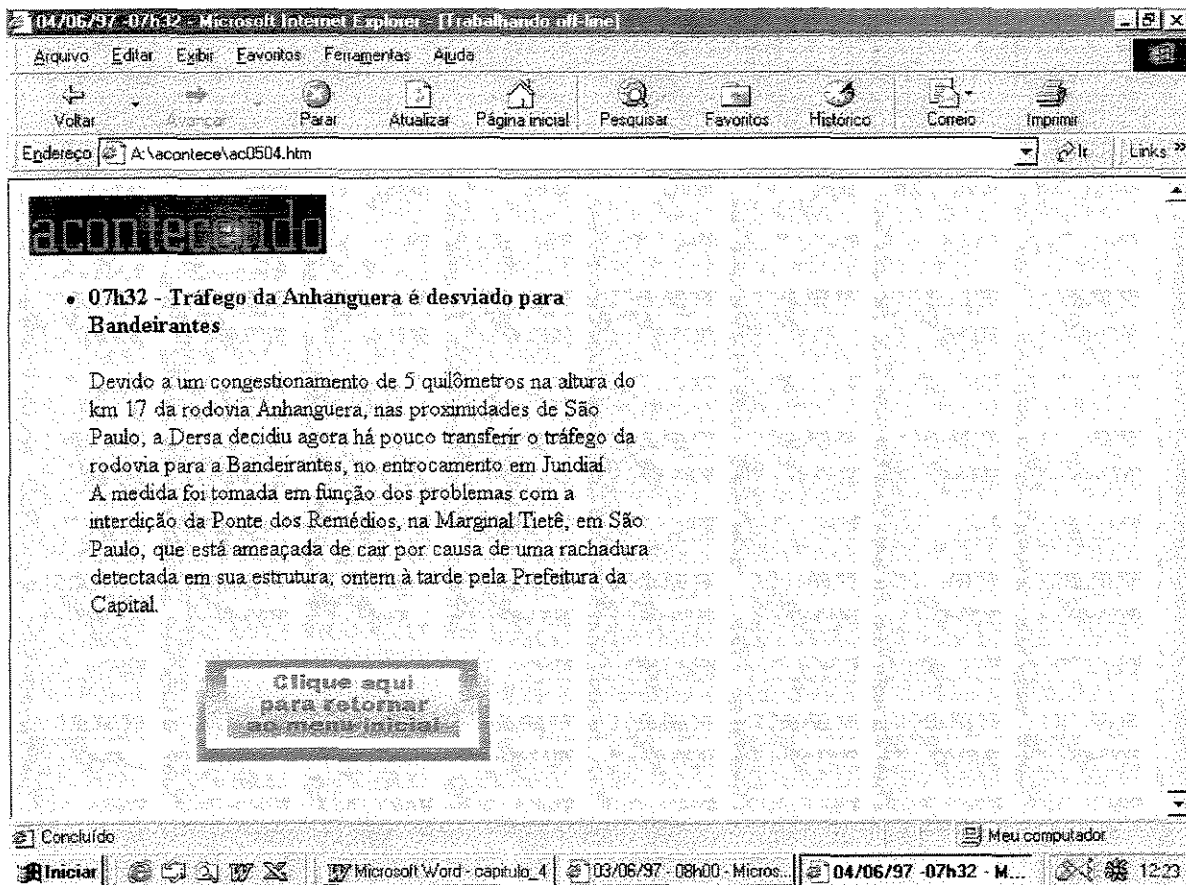 04/06/97 -07h32 - Microsoft Internet Explorer - [Trabalhando off-line]
Arquivo Editar Exibir Favoritos Ferramentas Ajuda
Voltar Avançar Parar Atualizar Página inicial Pesquisar Favoritos Histórico Correio Imprimir
Endereço A:\acontece\ac0504.htm Ir Links »
acontecendo
• 07h32 - Tráfego da Anhanguera é desviado para
Bandeirantes
Devido a um congestionamento de 5 quilômetros na altura do
km 17 da rodovia Anhanguera, nas proximidades de São
Paulo, a Dersa decidiu agora há pouco transferir o tráfego da
rodovia para a Bandeirantes, no entrocamento em Jundiaí.
A medida foi tomada em função dos problemas com a
interdição da Ponte dos Remédios, na Marginal Tietê, em São
Paulo, que está ameaçada de cair por causa de uma rachadura
detectada em sua estrutura, ontem à tarde pela Prefeitura da
Capital.
Clique aqui
para retornar
ao menu inicial
Concluído Meu computador
Iniciar Microsoft Word - capitulo_4 03/06/97 08h00 - Micros... 04/06/97 -07h32 - M... 12:23